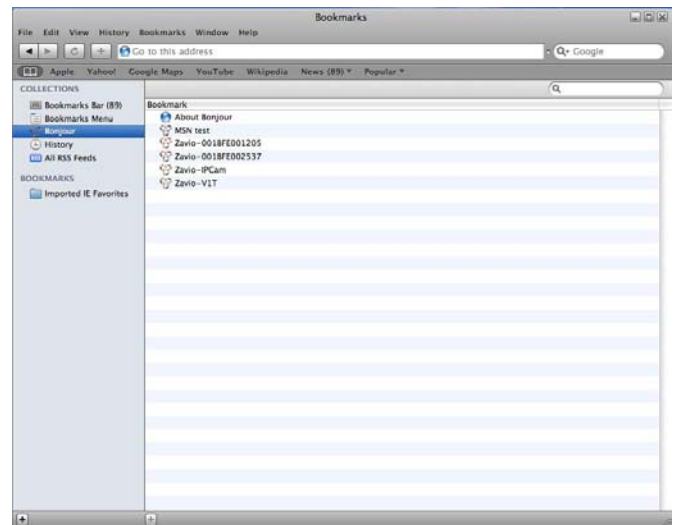 Bookmarks
File Edit View History Bookmarks Window Help
Go to this address
Google
Apple Yahoo! Google Maps YouTube Wikipedia News (89) Popular
COLLECTIONS
Bookmarks Bar (89)
Bookmarks Menu
Bonjour
History
All RSS Feeds
BOOKMARKS
Imported IE Favorites
Bookmark
About Bonjour
MSN test
Zavio-0018FE001205
Zavio-0018FE002537
Zavio-IPCam
Zavio-V1T